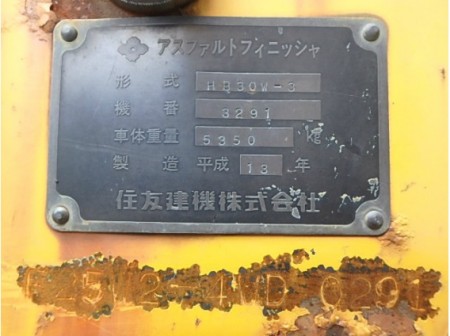 アスファルトフィニッシャ
形式 HB30W-3
機番 3291
車体重量 5350 kg
製造 平成 13 年
住友建機株式会社
0291